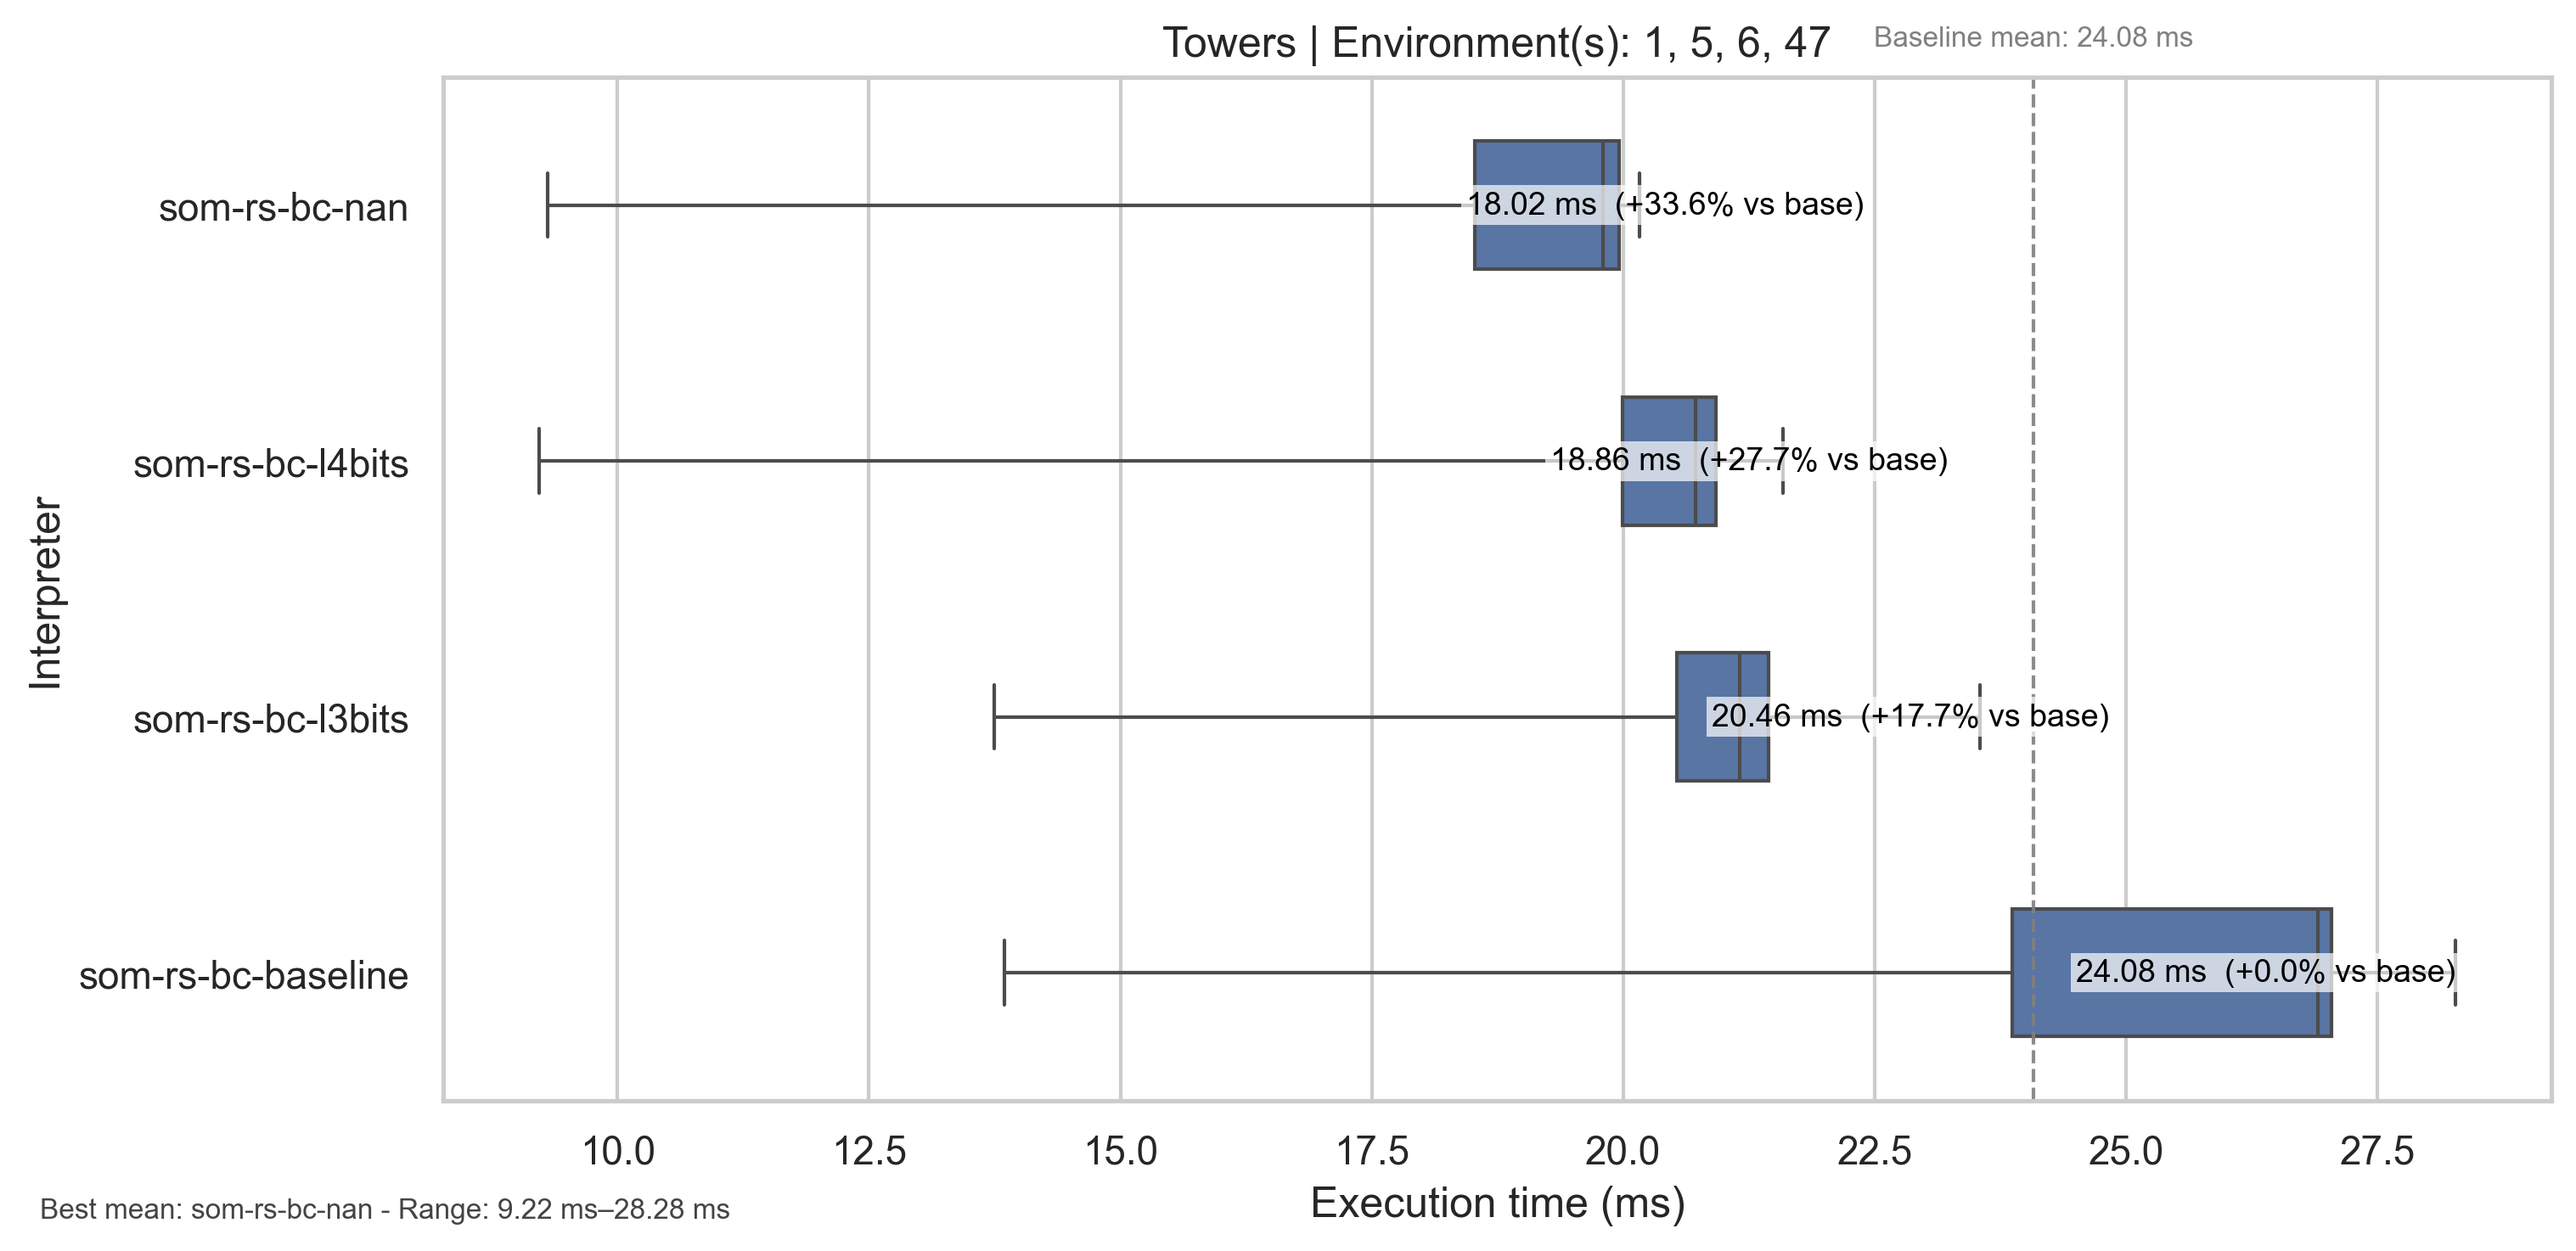 Towers | Environment(s): 1, 5, 6, 47
Baseline mean: 24.08 ms
Interpreter
som-rs-bc-nan
18.02 ms  (+33.6% vs base)
som-rs-bc-l4bits
18.86 ms  (+27.7% vs base)
som-rs-bc-l3bits
20.46 ms  (+17.7% vs base)
som-rs-bc-baseline
24.08 ms  (+0.0% vs base)
10.0 12.5 15.0 17.5 20.0 22.5 25.0 27.5
Execution time (ms)
Best mean: som-rs-bc-nan - Range: 9.22 ms–28.28 ms